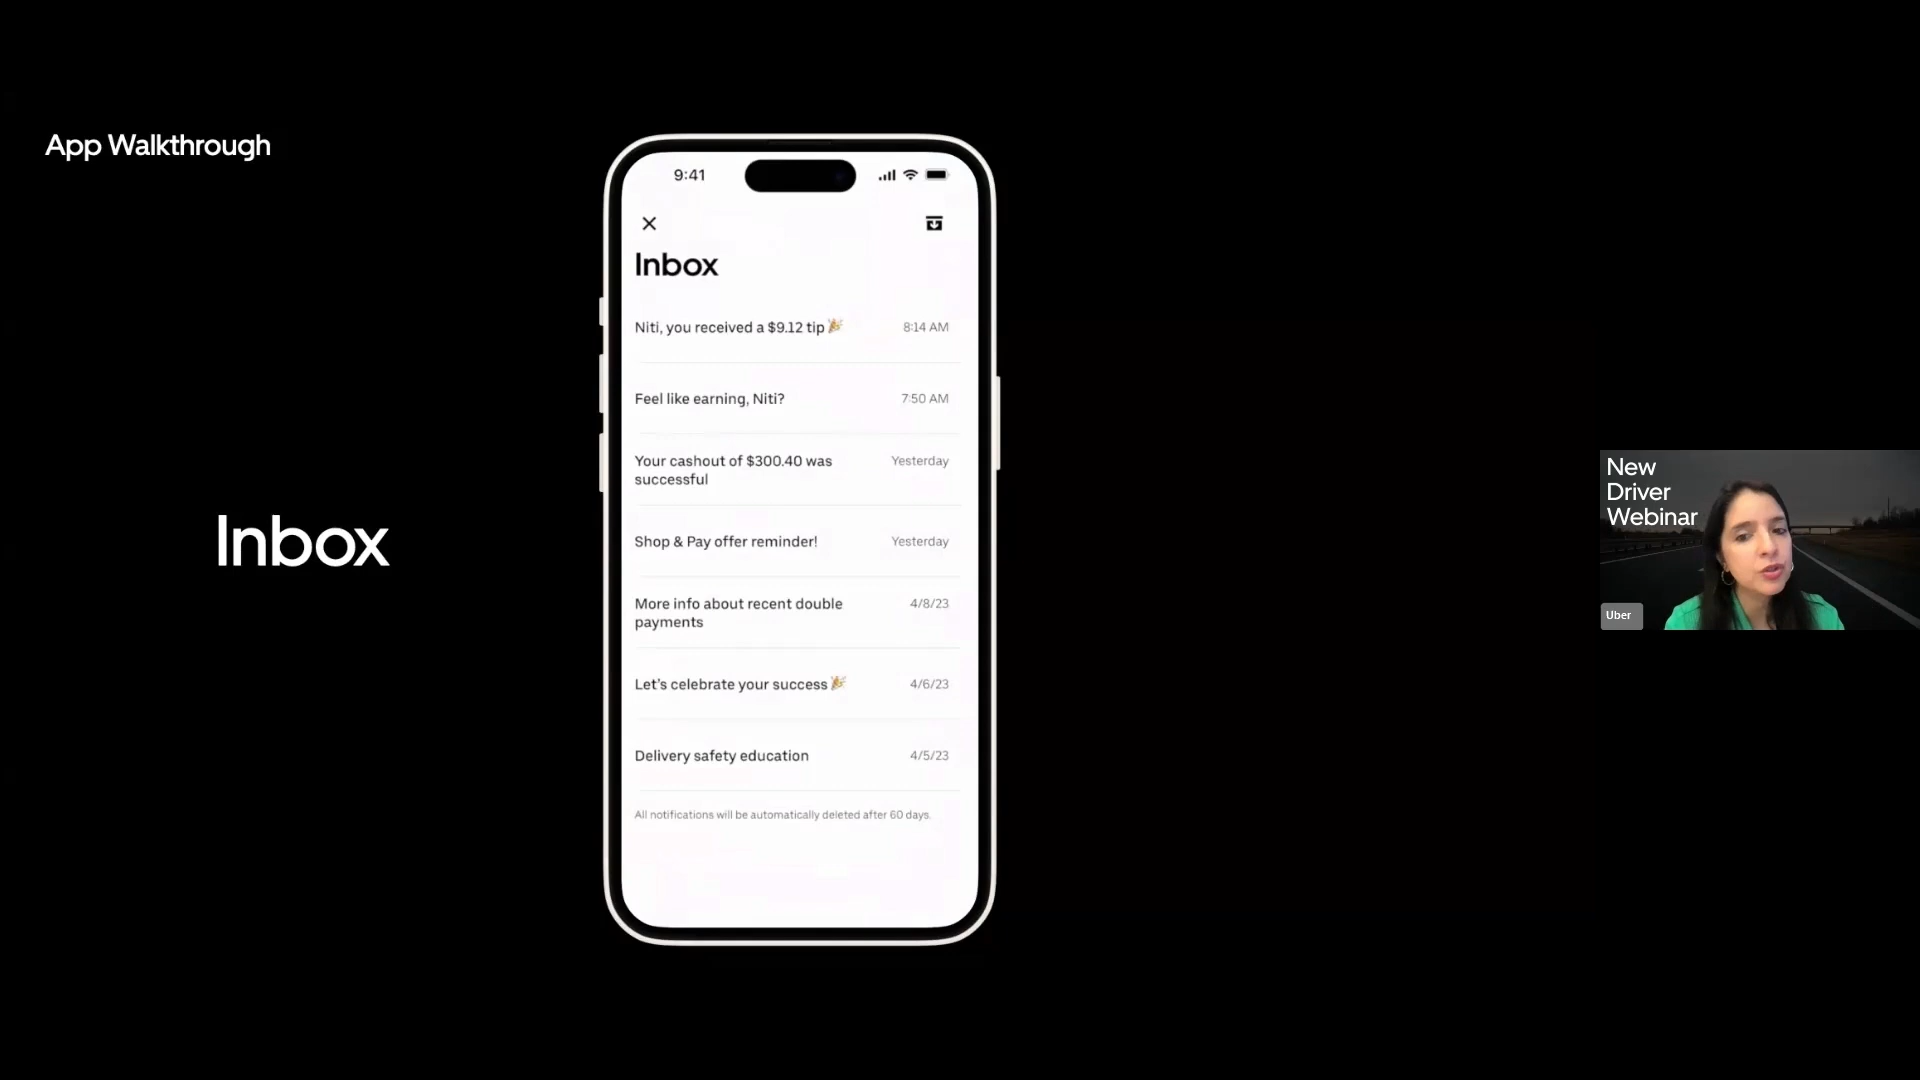 App Walkthrough
Inbox
9:41
Inbox
Niti, you received a $9.12 tip🎉 8:14 AM
Feel like earning, Niti? 7:50 AM
Your cashout of $300.40 was Yesterday
successful
Shop & Pay offer reminder! Yesterday
More info about recent double 4/8/23
payments
Let's celebrate your success🎉 4/6/23
Delivery safety education 4/5/23
All notifications will be automatically deleted after 60 days.
New
Driver
Webinar
Uber